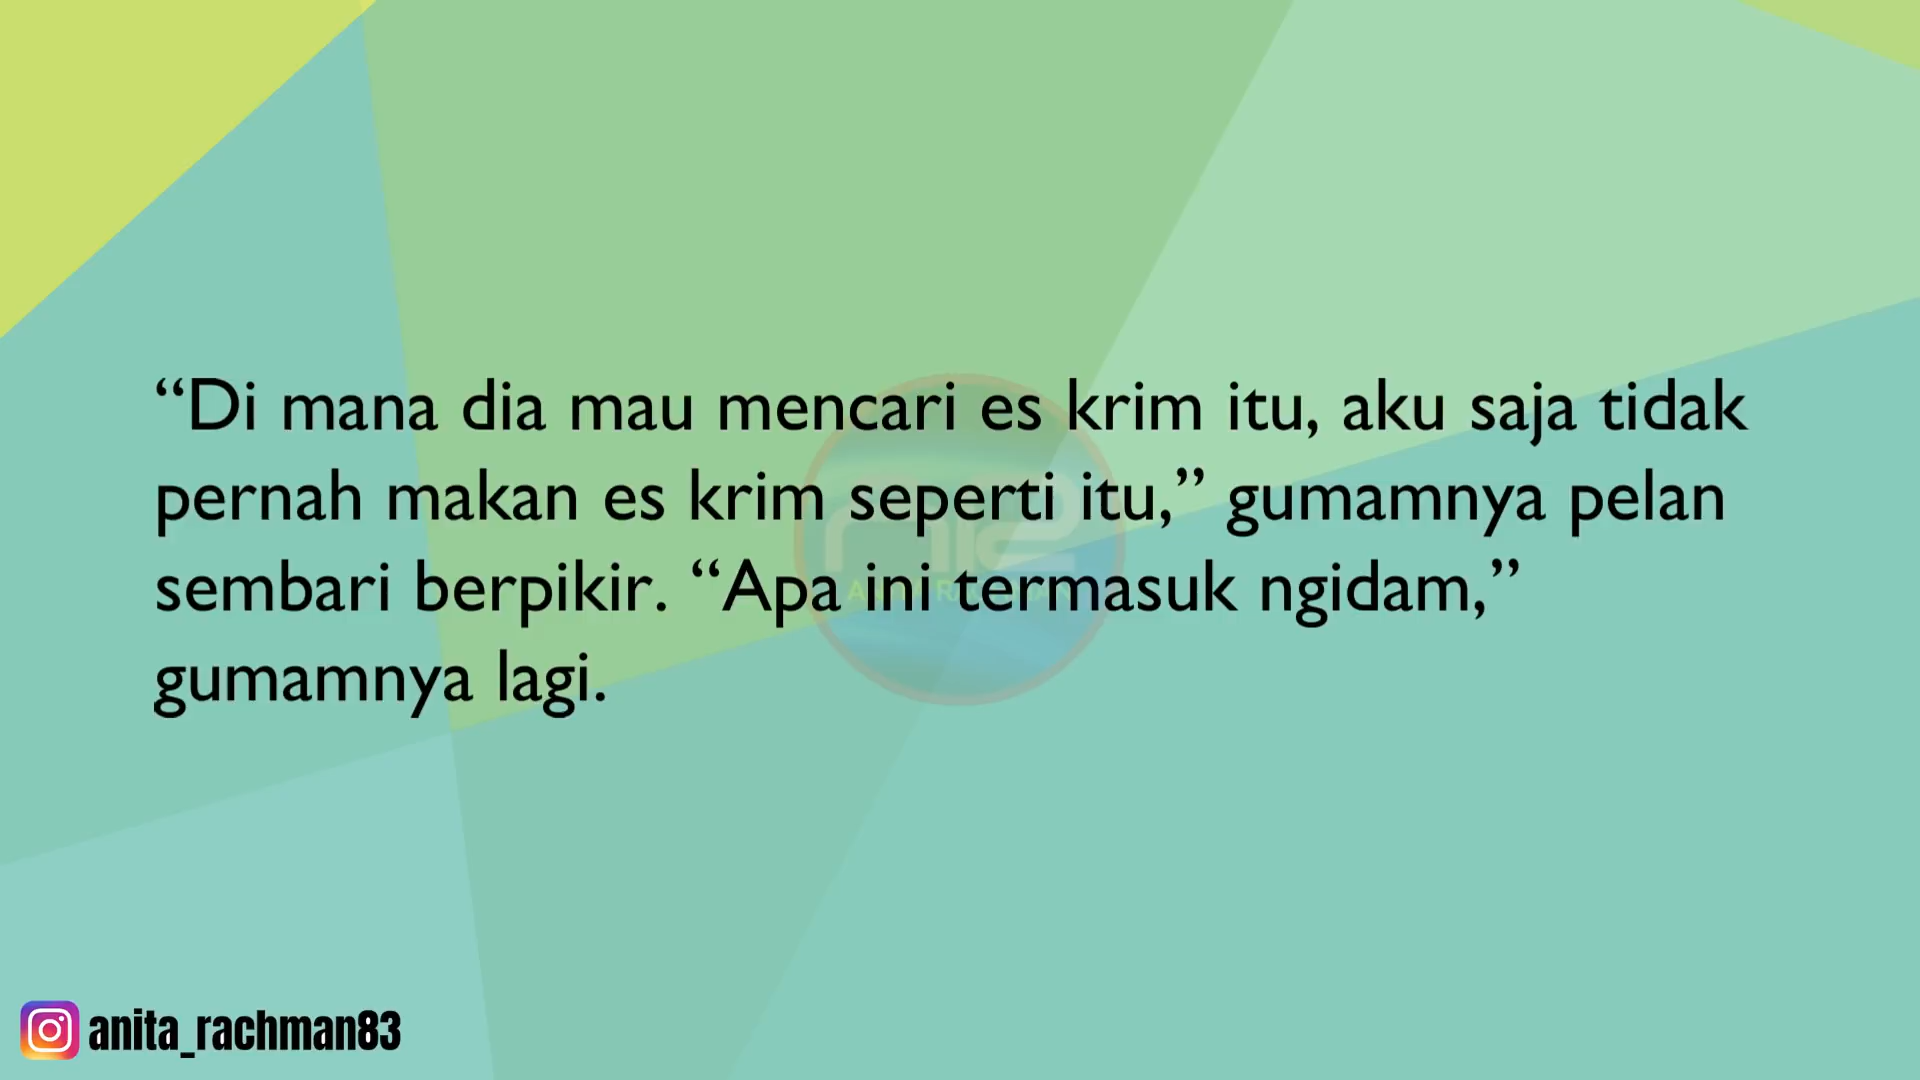 “Di mana dia mau mencari es krim itu, aku saja tidak
pernah makan es krim seperti itu,” gumamnya pelan
sembari berpikir. “Apa ini termasuk ngidam,”
gumamnya lagi.
anita_rachman83